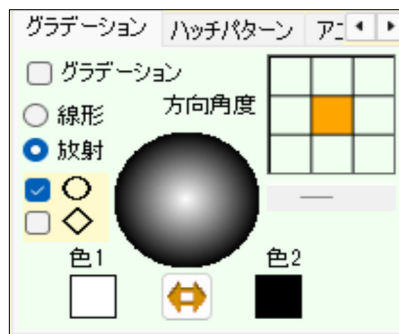 グラデーション ハッチパターン
グラデーション
線形 方向角度
放射
色1 色2